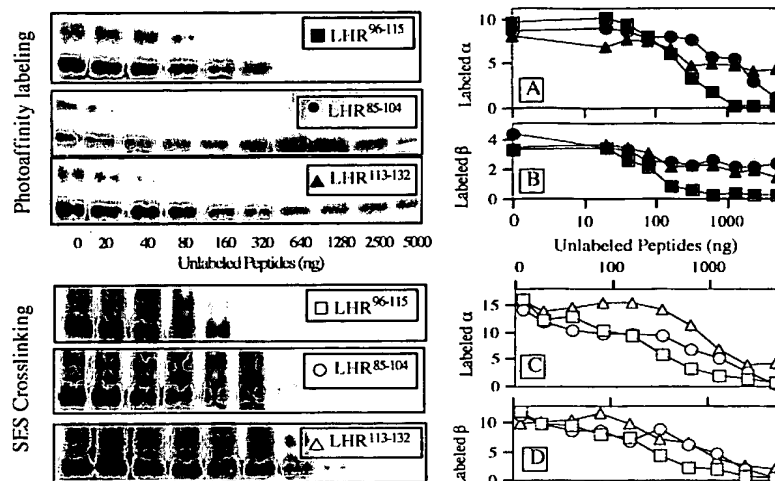 Photoaffinity labeling
LHR96-115
LHR85-104
LHR113-132
0 20 40 80 160 320 640 1280 2500 5000
Unlabeled Peptides (ng)
SES Crosslinking
LHR96-115
LHR85-104
LHR113-132
Labeled α
10
5
0
A
Labeled β
4
2
0
B
0 10 100 1000
Unlabeled Peptides (ng)
0 100 1000
Labeled α
15
10
5
0
C
Labeled β
10
5
0
D